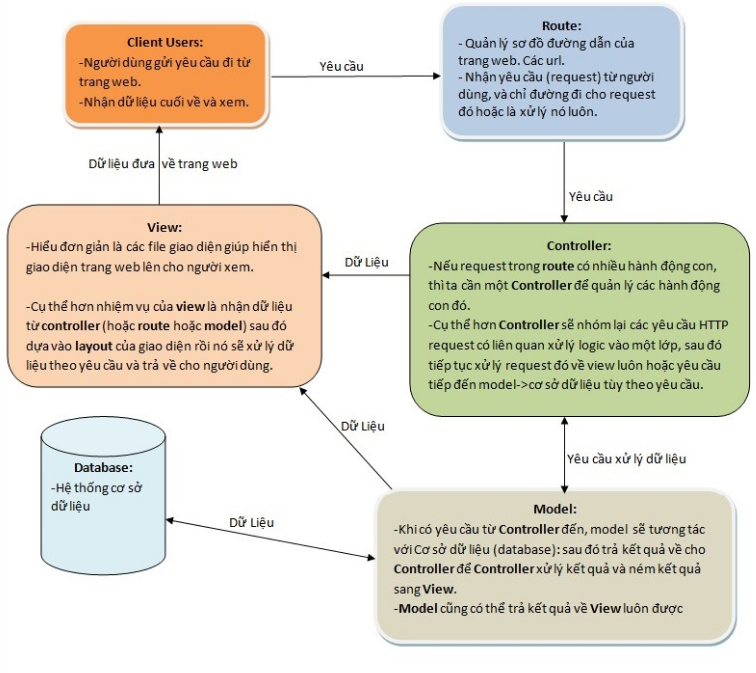 Client Users:
-Người dùng gửi yêu cầu đi từ
trang web.
-Nhận dữ liệu cuối về và xem.
Yêu cầu
Route:
- Quản lý sơ đồ đường dẫn của
trang web. Các url.
- Nhận yêu cầu (request) từ người
dùng, và chỉ đường đi cho request
đó hoặc là xử lý nó luôn.
Dữ liệu đưa về trang web
Yêu cầu
View:
-Hiểu đơn giản là các file giao diện giúp hiển thị
giao diện trang web lên cho người xem.
-Cụ thể hơn nhiệm vụ của view là nhận dữ liệu
từ controller (hoặc route hoặc model) sau đó
dựa vào layout của giao diện rồi nó sẽ xử lý dữ
liệu theo yêu cầu và trả về cho người dùng.
Dữ Liệu
Controller:
-Nếu request trong route có nhiều hành động con,
thì ta cần một Controller để quản lý các hành động
con đó.
-Cụ thể hơn Controller sẽ nhóm lại các yêu cầu HTTP
request có liên quan xử lý logic vào một lớp, sau đó
tiếp tục xử lý request đó về view luôn hoặc yêu cầu
tiếp đến model->cơ sở dữ liệu tùy theo yêu cầu.
Dữ Liệu
Yêu cầu xử lý dữ liệu
Database:
-Hệ thống cơ sở
dữ liệu
Dữ Liệu
Model:
-Khi có yêu cầu từ Controller đến, model sẽ tương tác
với Cơ sở dữ liệu (database): sau đó trả kết quả về cho
Controller để Controller xử lý kết quả và ném kết quả
sang View.
-Model cũng có thể trả kết quả về View luôn được